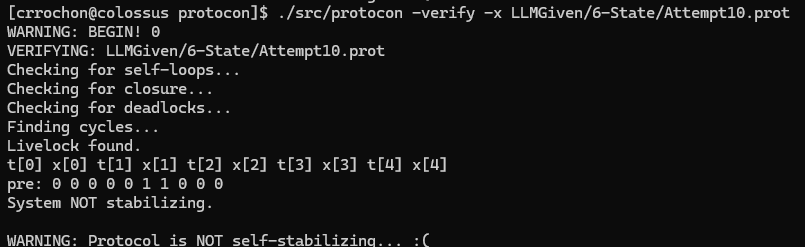 [crrochon@colossus protocon]$ ./src/protocon -verify -x LLMGiven/6-State/Attempt10.prot
WARNING: BEGIN! 0
VERIFYING: LLMGiven/6-State/Attempt10.prot
Checking for self-loops...
Checking for closure...
Checking for deadlocks...
Finding cycles...
Livelock found.
t[0] x[0] t[1] x[1] t[2] x[2] t[3] x[3] t[4] x[4]
pre: 0 0 0 0 0 1 1 0 0 0
System NOT stabilizing.
WARNING: Protocol is NOT self-stabilizing... :(